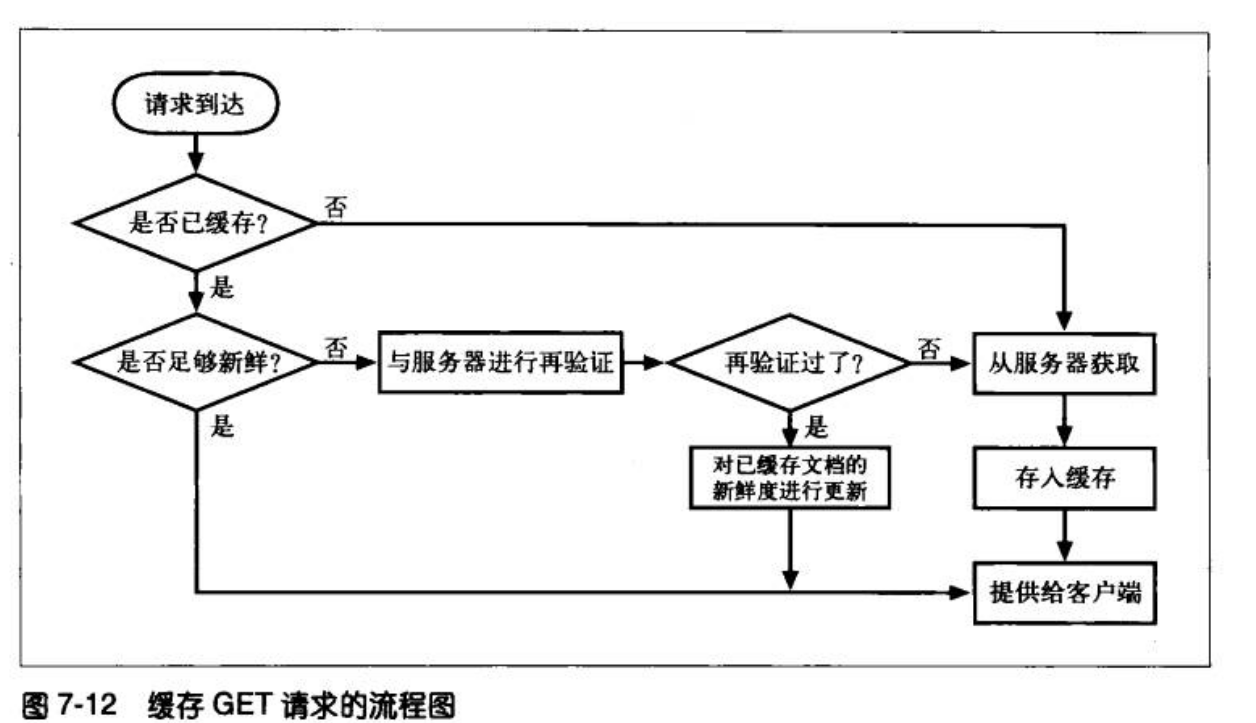 请求到达
是否已缓存?
否
是
是否足够新鲜?
否
与服务器进行再验证
再验证过了?
否
从服务器获取
是
是
对已缓存文档的
新鲜度进行更新
存入缓存
提供给客户端
图 7-12 缓存 GET 请求的流程图